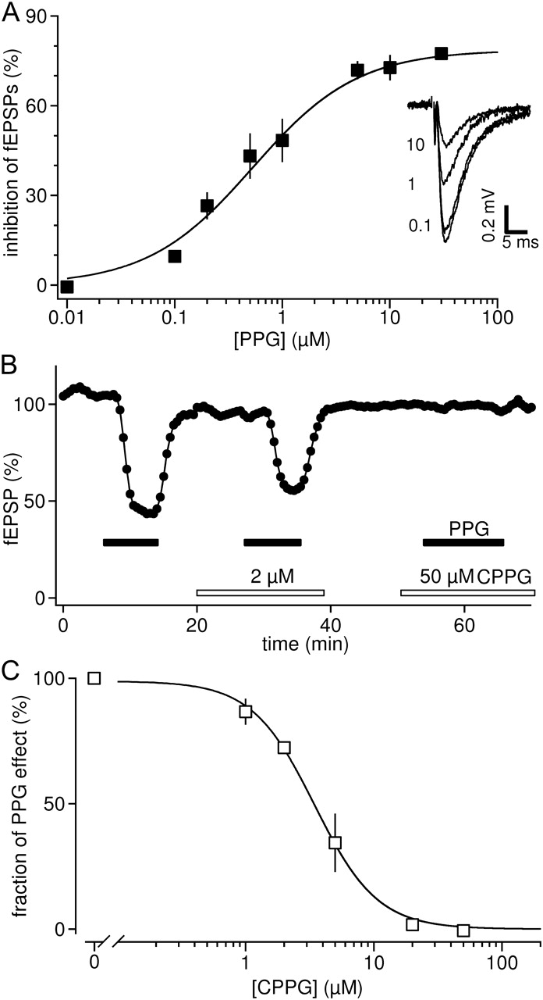 A
90
60
30
0
inhibition of fEPSPs (%)
0.01 0.1 1 10 100
[PPG] (µM)
10
1
0.1
0.2 mV
5 ms
B
100
50
0
fEPSP (%)
PPG
2 µM 50 µM CPPG
0 20 40 60
time (min)
C
100
50
0
fraction of PPG effect (%)
0 1 10 100
[CPPG] (µM)